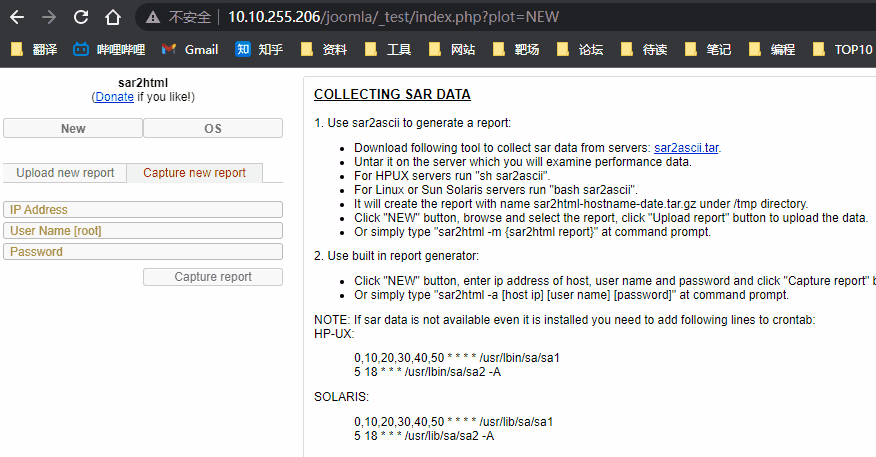 不安全 | 10.10.255.206/joomla/_test/index.php?plot=NEW
翻译 哔哩哔哩 Gmail 知 知乎 资料 工具 网站 靶场 论坛 待读 笔记 编程 TOP10
sar2html
(Donate if you like!)
New OS
Upload new report Capture new report
IP Address
User Name [root]
Password
Capture report
COLLECTING SAR DATA
1. Use sar2ascii to generate a report:
• Download following tool to collect sar data from servers: sar2ascii.tar.
• Untar it on the server which you will examine performance data.
• For HPUX servers run "sh sar2ascii".
• For Linux or Sun Solaris servers run "bash sar2ascii".
• It will create the report with name sar2html-hostname-date.tar.gz under /tmp directory.
• Click "NEW" button, browse and select the report, click "Upload report" button to upload the data.
• Or simply type "sar2html -m {sar2html report}" at command prompt.
2. Use built in report generator:
• Click "NEW" button, enter ip address of host, user name and password and click "Capture report" b
• Or simply type "sar2html -a [host ip] [user name] [password]" at command prompt.
NOTE: If sar data is not available even it is installed you need to add following lines to crontab:
HP-UX:
0,10,20,30,40,50 * * * * /usr/lbin/sa/sa1
5 18 * * * /usr/lbin/sa/sa2 -A
SOLARIS:
0,10,20,30,40,50 * * * * /usr/lib/sa/sa1
5 18 * * * /usr/lib/sa/sa2 -A